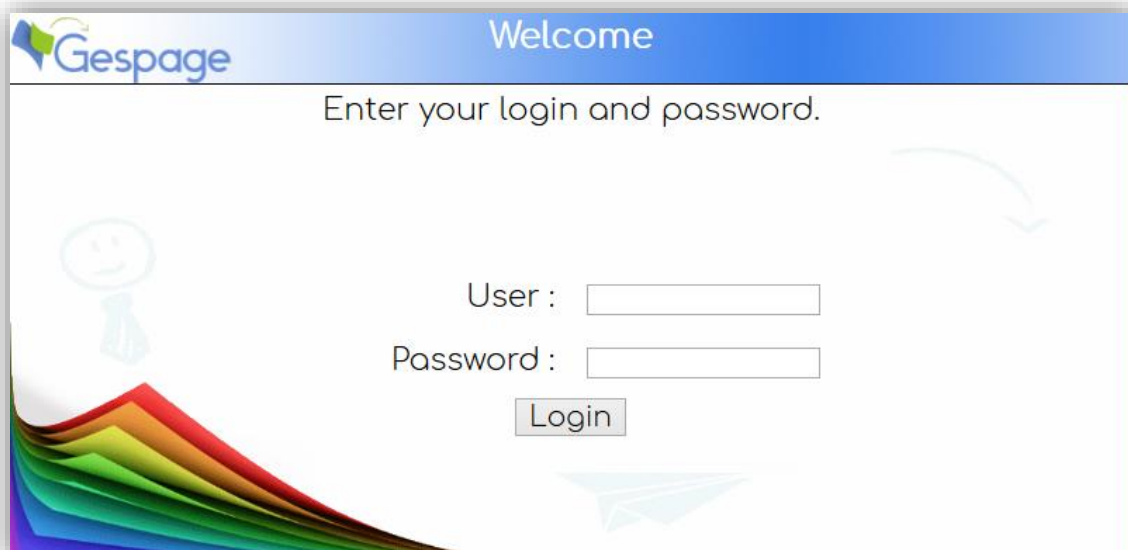 Gespage
Welcome
Enter your login and password.
User :
Password :
Login